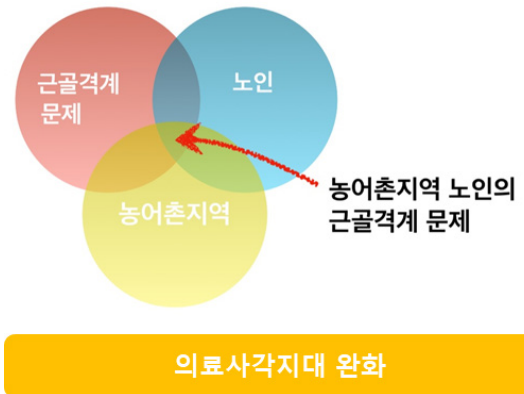 근골격계
문제
노인
농어촌지역
농어촌지역 노인의
근골격계 문제
의료사각지대 완화